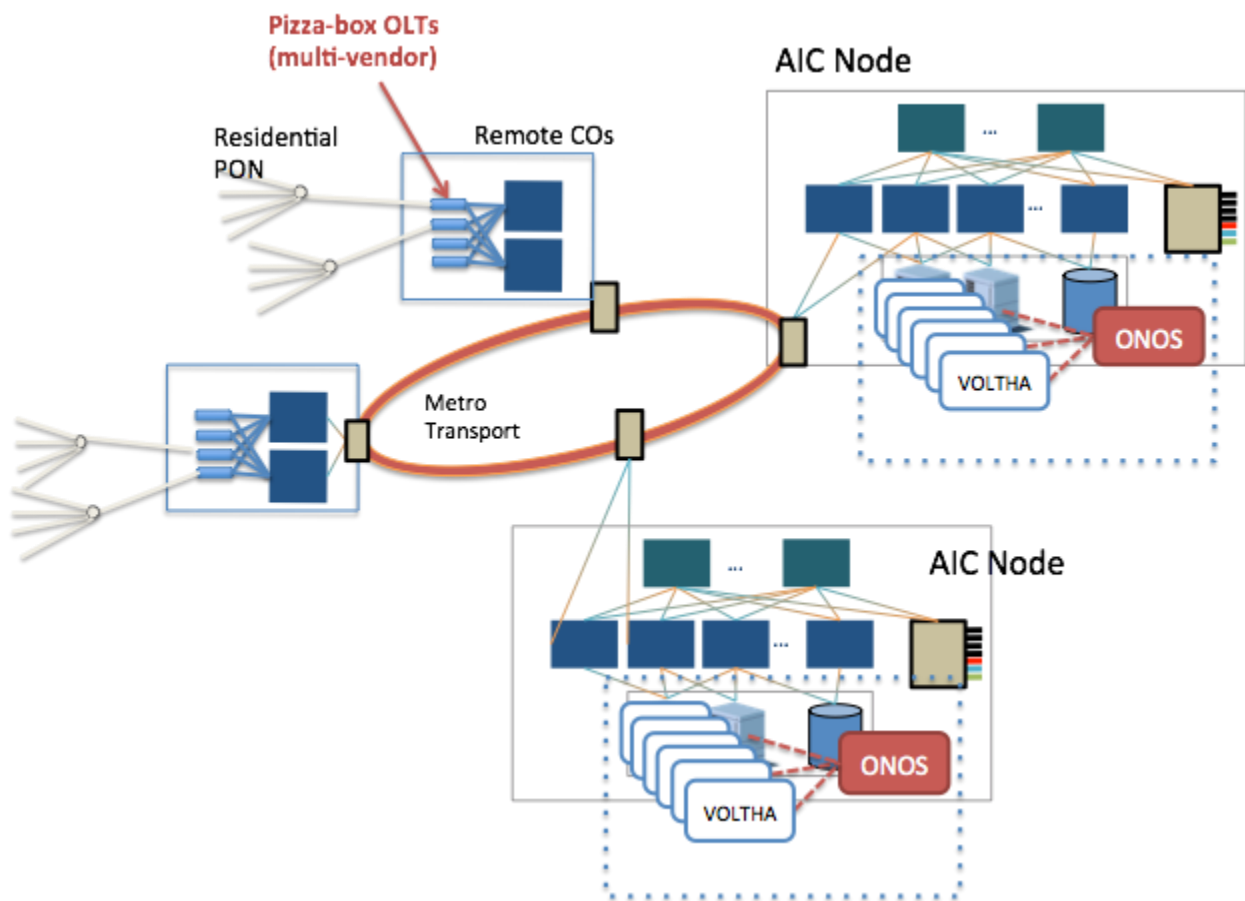 Pizza-box OLTs
(multi-vendor)
AIC Node
Residential
PON
Remote COs
...
...
ONOS
VOLTHA
Metro
Transport
AIC Node
...
...
ONOS
VOLTHA